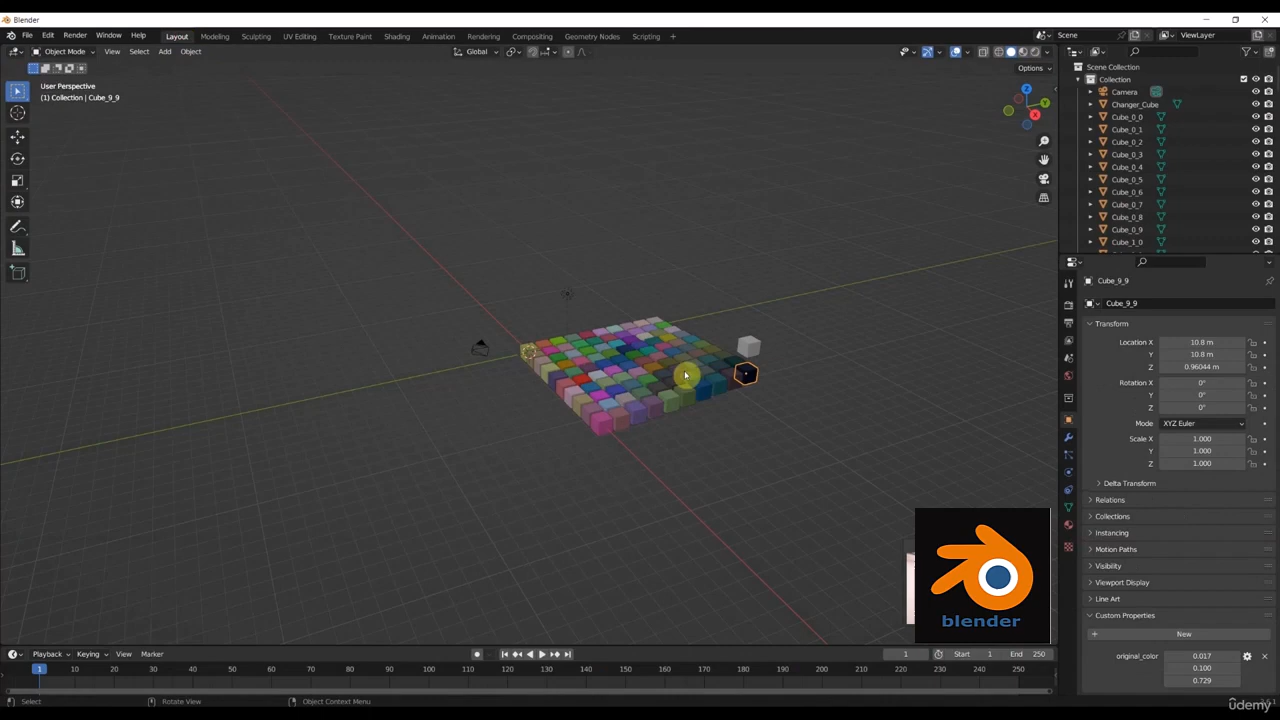 Blender
File Edit Render Window Help Layout Modeling Sculpting UV Editing Texture Paint Shading Animation Rendering Compositing Geometry Nodes Scripting + Scene ViewLayer
Object Mode View Select Add Object Global
Options
User Perspective
(1) Collection | Cube_9_9
Z
Y
X
Scene Collection
Collection
Camera
Changer_Cube
Cube_0_0
Cube_0_1
Cube_0_2
Cube_0_3
Cube_0_4
Cube_0_5
Cube_0_6
Cube_0_7
Cube_0_8
Cube_0_9
Cube_1_0
Cube_9_9
Cube_9_9
Transform
Location X 10.8 m
Y 10.8 m
Z 0.96044 m
Rotation X 0°
Y 0°
Z 0°
Mode XYZ Euler
Scale X 1.000
Y 1.000
Z 1.000
Delta Transform
Relations
Collections
Instancing
Motion Paths
Visibility
Viewport Display
Line Art
Custom Properties
New
original_color 0.017
0.100
0.729
blender
Playback Keying View Marker 1 Start 1 End 250
1 10 20 30 40 50 60 70 80 90 100 110 120 130 140 150 160 170 180 190 200 210 220 230 240 250
Select Rotate View Object Context Menu
udemy